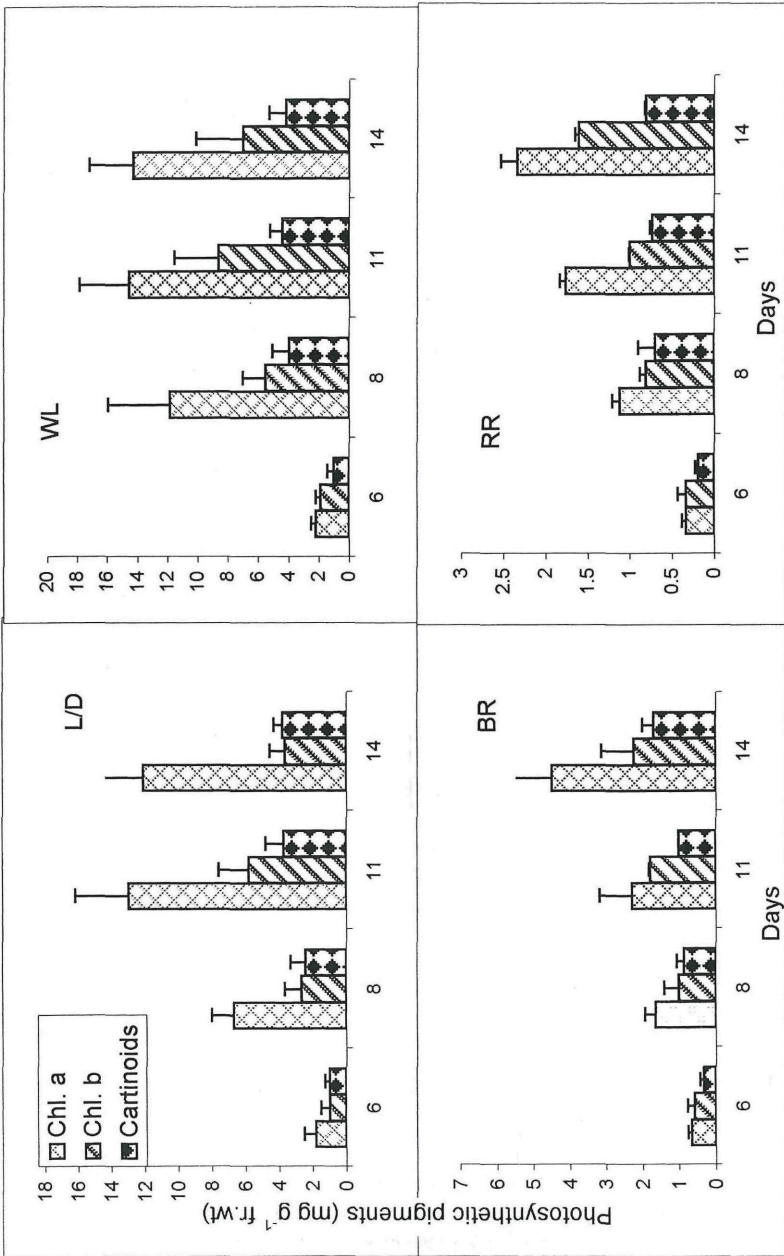 Photosynthetic pigments (mg g⁻¹ fr.wt)
L/D
Chl. a
Chl. b
Cartinoids
18
16
14
12
10
8
6
4
2
0
6 8 11 14
WL
20
18
16
14
12
10
8
6
4
2
0
6 8 11 14
BR
7
6
5
4
3
2
1
0
6 8 11 14
Days
RR
3
2.5
2
1.5
1
0.5
0
6 8 11 14
Days